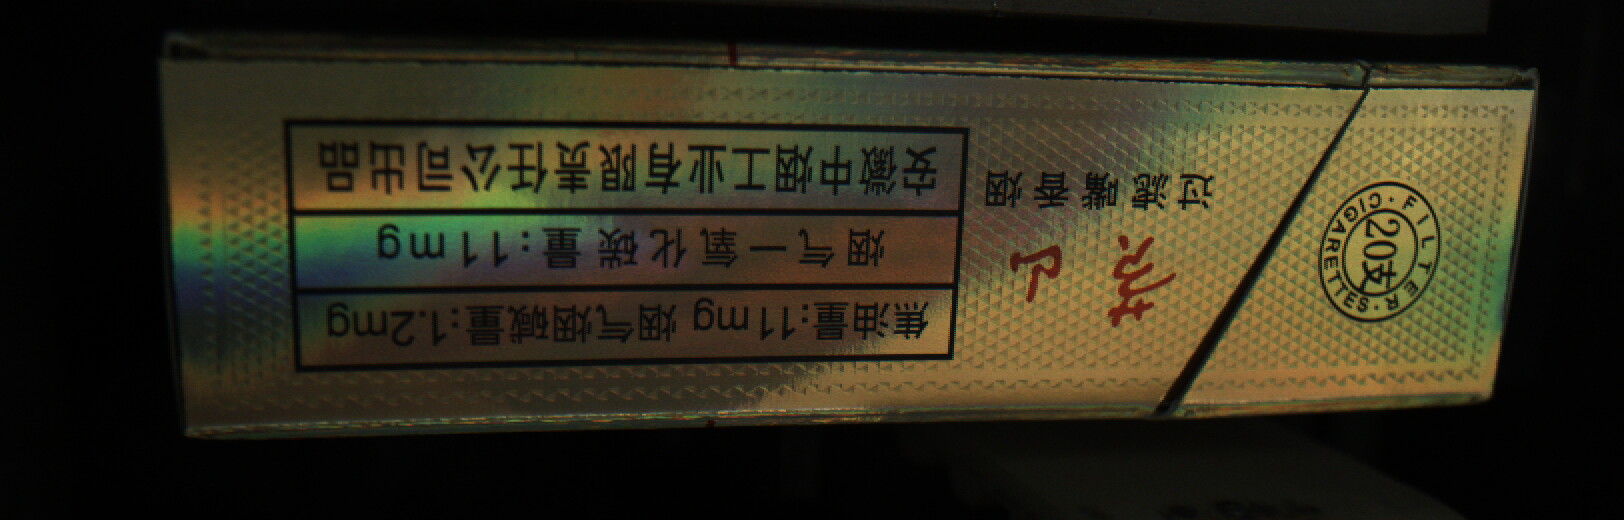 安徽中烟工业有限责任公司出品
烟气一氧化碳量:11mg
焦油量:11mg 烟气烟碱量:1.2mg
过滤嘴香烟
黄山
FILTER · CIGARETTES ·
20支